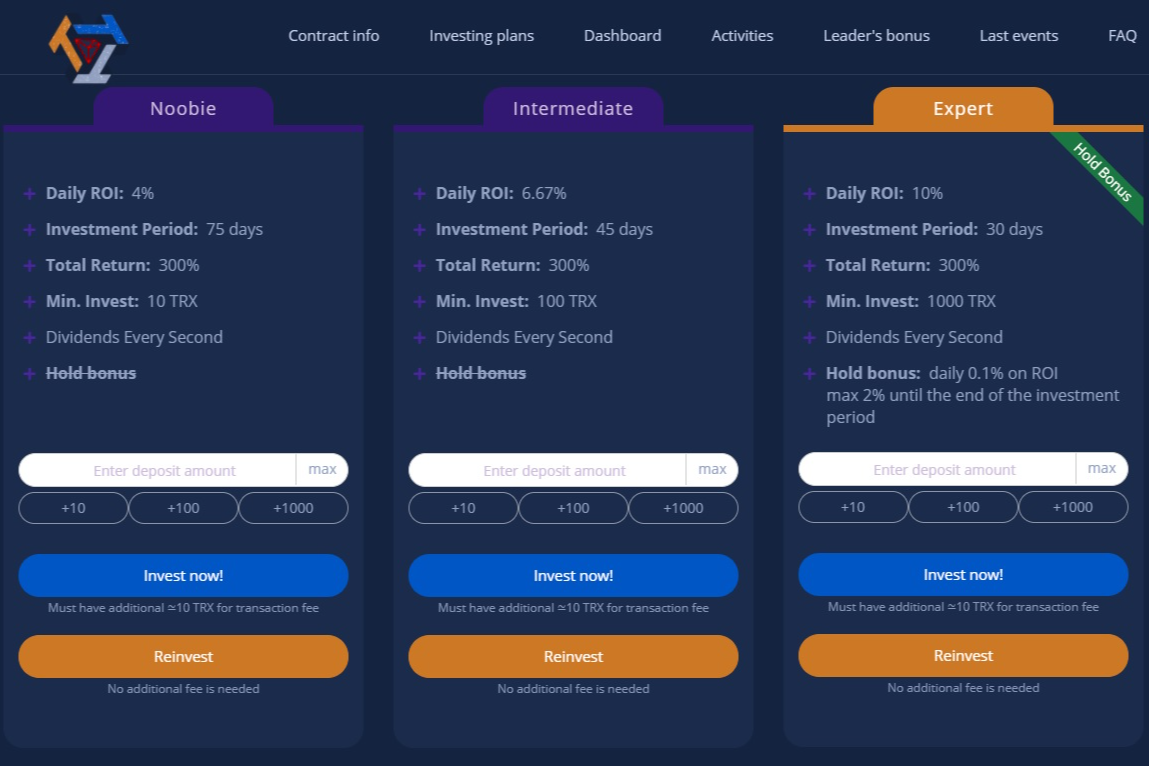 Contract info
Investing plans
Dashboard
Activities
Leader's bonus
Last events
FAQ
Noobie
Daily ROI: 4%
Investment Period: 75 days
Total Return: 300%
Min. Invest: 10 TRX
Dividends Every Second
Hold bonus
Enter deposit amount
max
+10
+100
+1000
Invest now!
Must have additional ≃10 TRX for transaction fee
Reinvest
No additional fee is needed
Intermediate
Daily ROI: 6.67%
Investment Period: 45 days
Total Return: 300%
Min. Invest: 100 TRX
Dividends Every Second
Hold bonus
Enter deposit amount
max
+10
+100
+1000
Invest now!
Must have additional ≃10 TRX for transaction fee
Reinvest
No additional fee is needed
Expert
Hold Bonus
Daily ROI: 10%
Investment Period: 30 days
Total Return: 300%
Min. Invest: 1000 TRX
Dividends Every Second
Hold bonus: daily 0.1% on ROI
max 2% until the end of the investment
period
Enter deposit amount
max
+10
+100
+1000
Invest now!
Must have additional ≃10 TRX for transaction fee
Reinvest
No additional fee is needed